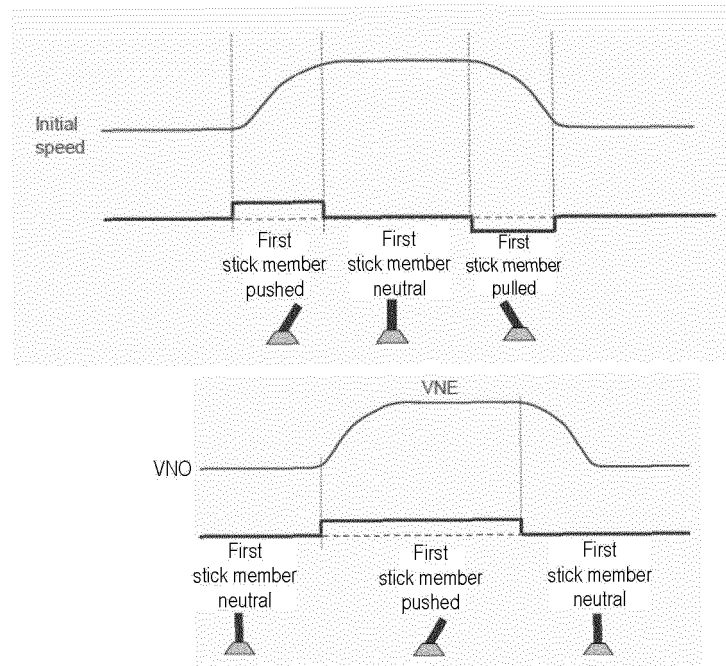 Initial
speed
First
stick member
pushed
First
stick member
neutral
First
stick member
pulled
VNE
VNO
First
stick member
neutral
First
stick member
pushed
First
stick member
neutral